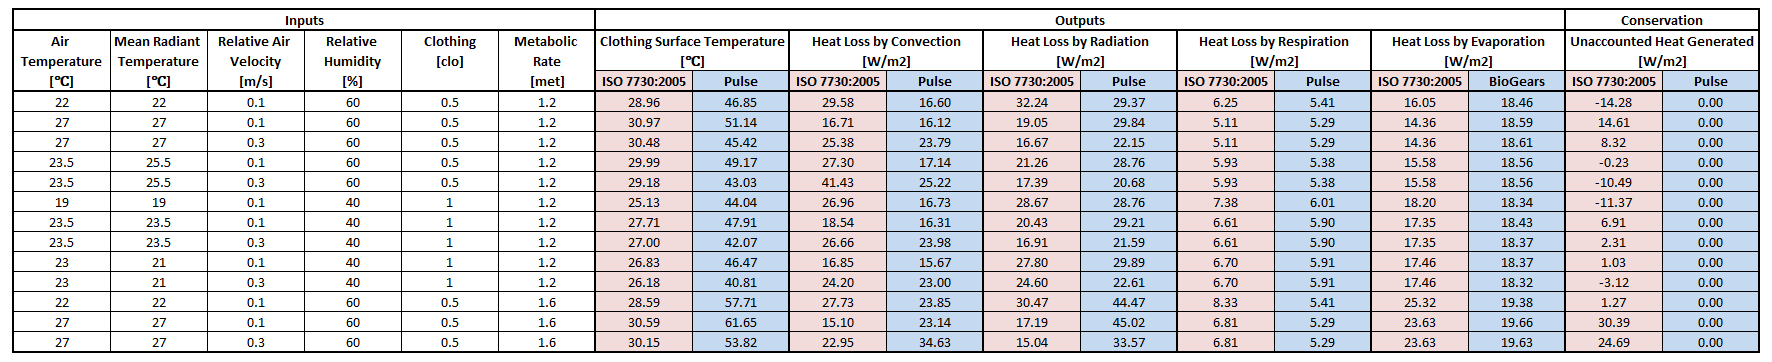 Inputs Outputs Conservation
Air Temperature [°C] Mean Radiant Temperature [°C] Relative Air Velocity [m/s] Relative Humidity [%] Clothing [clo] Metabolic Rate [met] Clothing Surface Temperature [°C] Heat Loss by Convection [W/m2] Heat Loss by Radiation [W/m2] Heat Loss by Respiration [W/m2] Heat Loss by Evaporation [W/m2] Unaccounted Heat Generated [W/m2]
ISO 7730:2005 Pulse ISO 7730:2005 Pulse ISO 7730:2005 Pulse ISO 7730:2005 Pulse ISO 7730:2005 BioGears ISO 7730:2005 Pulse
22 22 0.1 60 0.5 1.2 28.96 46.85 29.58 16.60 32.24 29.37 6.25 5.41 16.05 18.46 -14.28 0.00
27 27 0.1 60 0.5 1.2 30.97 51.14 16.71 16.12 19.05 29.84 5.11 5.29 14.36 18.59 14.61 0.00
27 27 0.3 60 0.5 1.2 30.48 45.42 25.38 23.79 16.67 22.15 5.11 5.29 14.36 18.61 8.32 0.00
23.5 25.5 0.1 60 0.5 1.2 29.99 49.17 27.30 17.14 21.26 28.76 5.93 5.38 15.58 18.56 -0.23 0.00
23.5 25.5 0.3 60 0.5 1.2 29.18 43.03 41.43 25.22 17.39 20.68 5.93 5.38 15.58 18.56 -10.49 0.00
19 19 0.1 40 1 1.2 25.13 44.04 26.96 16.73 28.67 28.76 7.38 6.01 18.20 18.34 -11.37 0.00
23.5 23.5 0.1 40 1 1.2 27.71 47.91 18.54 16.31 20.43 29.21 6.61 5.90 17.35 18.43 6.91 0.00
23.5 23.5 0.3 40 1 1.2 27.00 42.07 26.66 23.98 16.91 21.59 6.61 5.90 17.35 18.37 2.31 0.00
23 21 0.1 40 1 1.2 26.83 46.47 16.85 15.67 27.80 29.89 6.70 5.91 17.46 18.37 1.03 0.00
23 21 0.3 40 1 1.2 26.18 40.81 24.20 23.00 24.60 22.61 6.70 5.91 17.46 18.32 -3.12 0.00
22 22 0.1 60 0.5 1.6 28.59 57.71 27.73 23.85 30.47 44.47 8.33 5.41 25.32 19.38 1.27 0.00
27 27 0.1 60 0.5 1.6 30.59 61.65 15.10 23.14 17.19 45.02 6.81 5.29 23.63 19.66 30.39 0.00
27 27 0.3 60 0.5 1.6 30.15 53.82 22.95 34.63 15.04 33.57 6.81 5.29 23.63 19.63 24.69 0.00